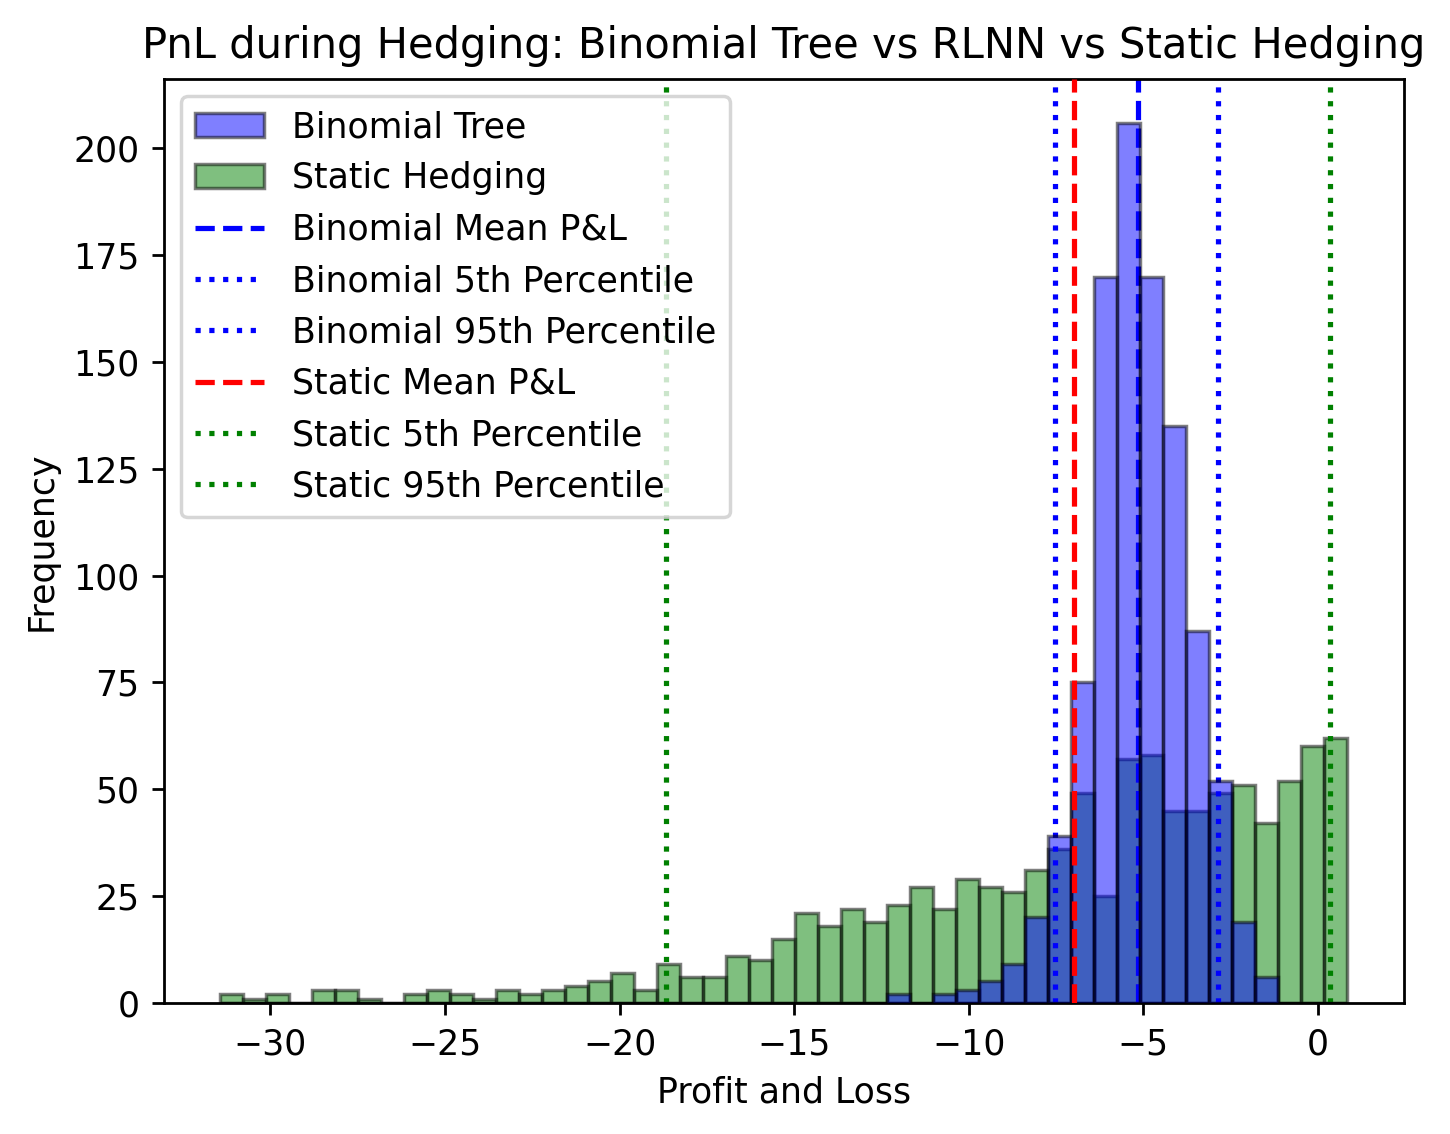 PnL during Hedging: Binomial Tree vs RLNN vs Static Hedging
Binomial Tree
Static Hedging
Binomial Mean P&L
Binomial 5th Percentile
Binomial 95th Percentile
Static Mean P&L
Static 5th Percentile
Static 95th Percentile
Frequency
200
175
150
125
100
75
50
25
0
−30
−25
−20
−15
−10
−5
0
Profit and Loss